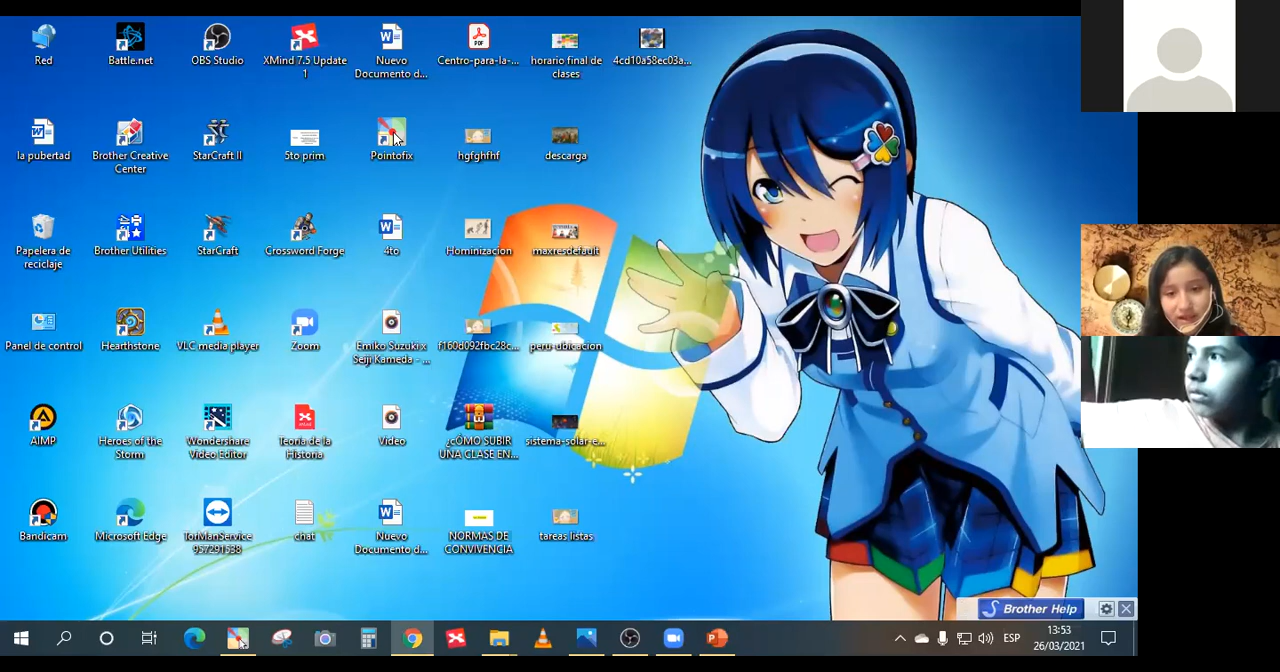 Red
Battle.net
OBS Studio
XMind 7.5 Update
1
Nuevo
Documento d...
Centro-para-la-...
horario final de
clases
4cd10a58ec03a...
la pubertad
Brother Creative
Center
StarCraft II
5to prim
Pointofix
hgfghfhf
descarga
Papelera de
reciclaje
Brother Utilities
StarCraft
Crossword Forge
4to
Hominizacion
maxresdefault
Panel de control
Hearthstone
VLC media player
Zoom
Emiko Suzuki x
Seiji Kameda - ...
f160d092fbc28c...
peru-ubicacion
AIMP
Heroes of the
Storm
Wondershare
Video Editor
Teoria de la
Historia
Video
¿cÓMO SUBIR
UNA CLASE EN...
sistema-solar-e...
Bandicam
Microsoft Edge
TorManService
957291538
chat
Nuevo
Documento d...
NORMAS DE
CONVIVENCIA
tareas listas
Brother Help
ESP
13:53
26/03/2021